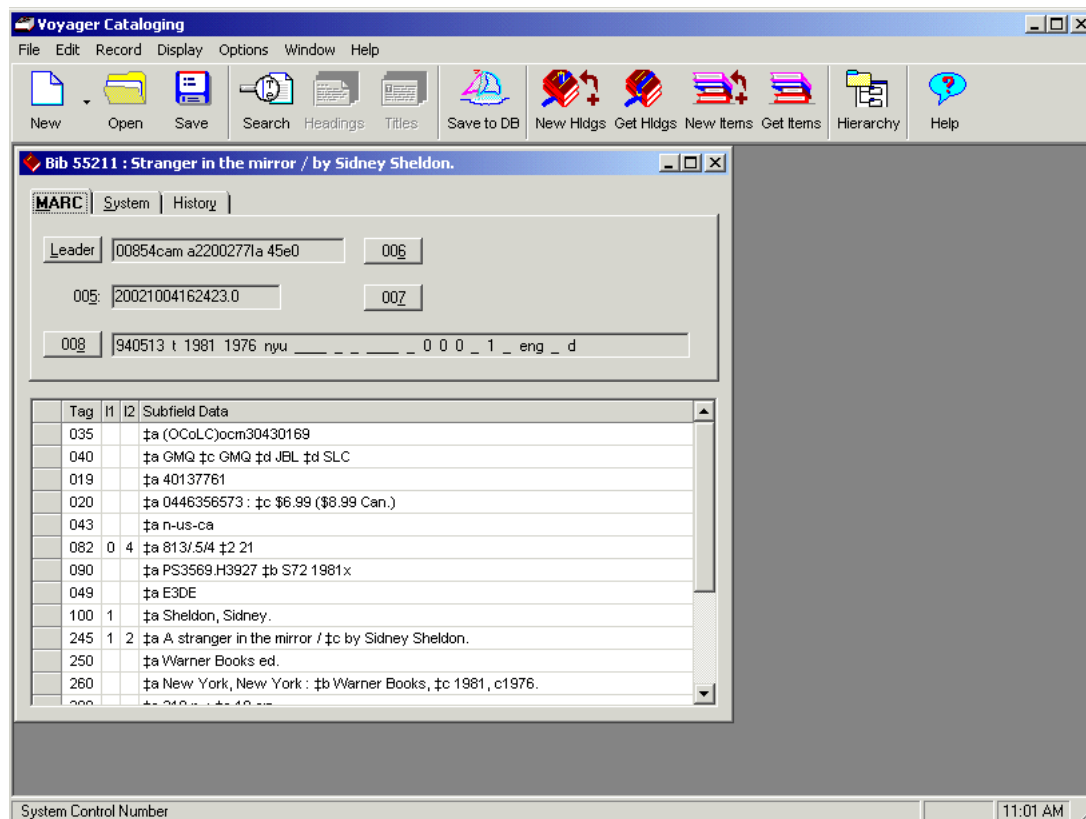 Voyager Cataloging
File Edit Record Display Options Window Help
New Open Save Search Headings Titles Save to DB New Hldgs Get Hldgs New Items Get Items Hierarchy Help
Bib 55211 : Stranger in the mirror / by Sidney Sheldon.
MARC System History
Leader 00854cam a2200277Ia 45e0 006
005: 20021004162423.0 007
008 940513 t 1981 1976 nyu ___ _ _ ____ _ 0 0 0 _ 1 _ eng _ d
Tag I1 I2 Subfield Data
035 ‡a (OCoLC)ocm30430169
040 ‡a GMQ ‡c GMQ ‡d JBL ‡d SLC
019 ‡a 40137761
020 ‡a 0446356573 : ‡c $6.99 ($8.99 Can.)
043 ‡a n-us-ca
082 0 4 ‡a 813/.5/4 ‡2 21
090 ‡a PS3569.H3927 ‡b S72 1981x
049 ‡a E3DE
100 1 ‡a Sheldon, Sidney.
245 1 2 ‡a A stranger in the mirror / ‡c by Sidney Sheldon.
250 ‡a Warner Books ed.
260 ‡a New York, New York : ‡b Warner Books, ‡c 1981, c1976.
System Control Number 11:01 AM